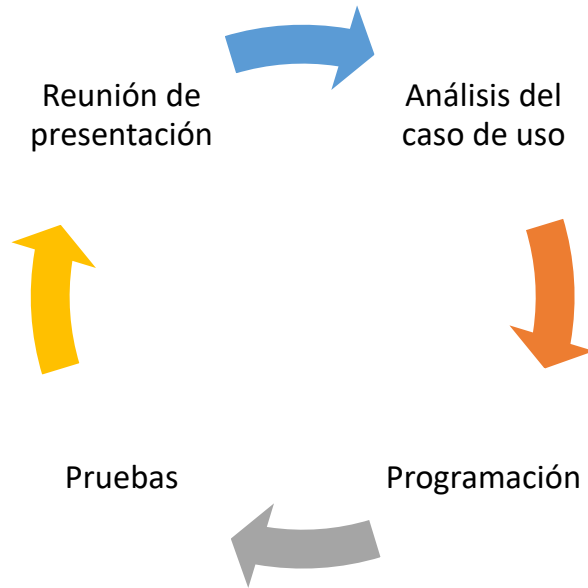 Reunión de
presentación
Análisis del
caso de uso
Pruebas
Programación